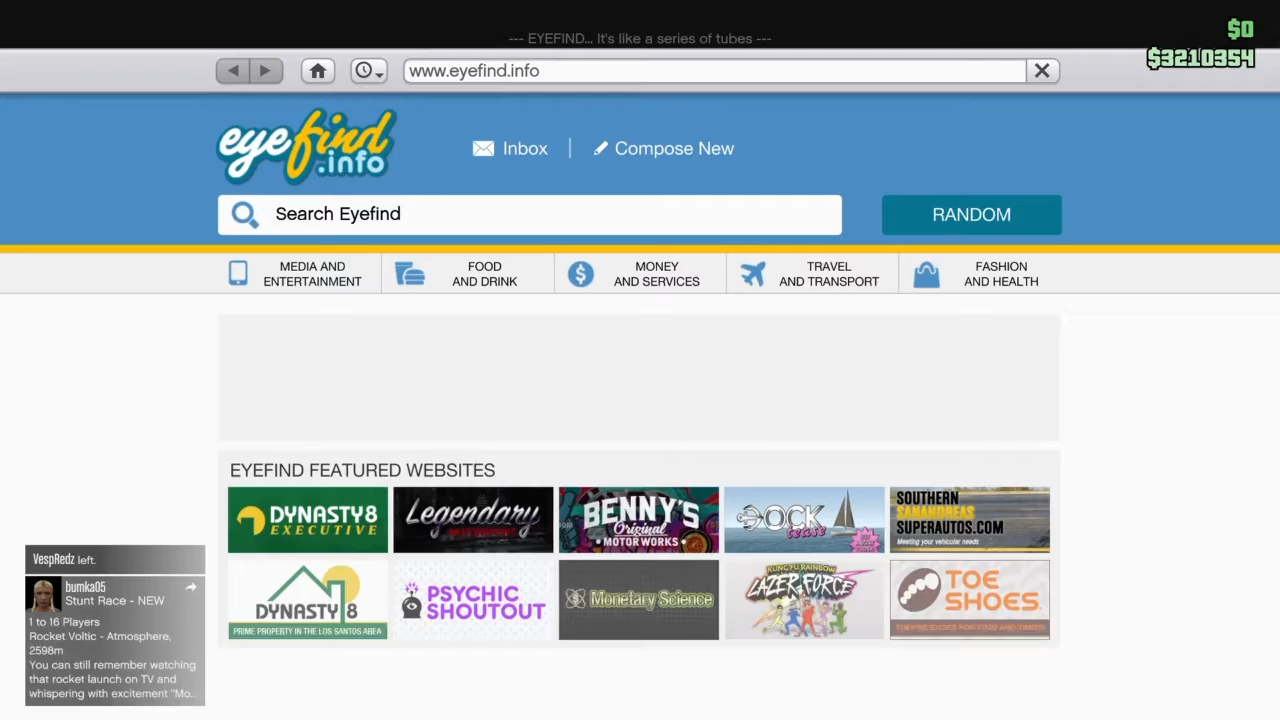 $0
--- EYEFIND... It's like a series of tubes ---
$3210354
www.eyefind.info
eyefind
.info
Inbox
Compose New
Search Eyefind
RANDOM
MEDIA AND
ENTERTAINMENT
FOOD
AND DRINK
MONEY
AND SERVICES
TRAVEL
AND TRANSPORT
FASHION
AND HEALTH
EYEFIND FEATURED WEBSITES
DYNASTY8
EXECUTIVE
Legendary
BENNY'S
Original
MOTORWORKS
DOCK
tease
SOUTHERN
SANANDREAS
SUPERAUTOS.COM
Meeting your vehicular needs
DYNASTY 8
PRIME PROPERTY IN THE LOS SANTOS AREA
PSYCHIC
SHOUTOUT
Monetary Science
KUNG FU RAINBOW
LAZER FORCE
TOE
SHOES
VespRedz left.
bumka05
Stunt Race - NEW
1 to 16 Players
Rocket Voltic - Atmosphere,
2598m
You can still remember watching
that rocket launch on TV and
whispering with excitement "Mo..